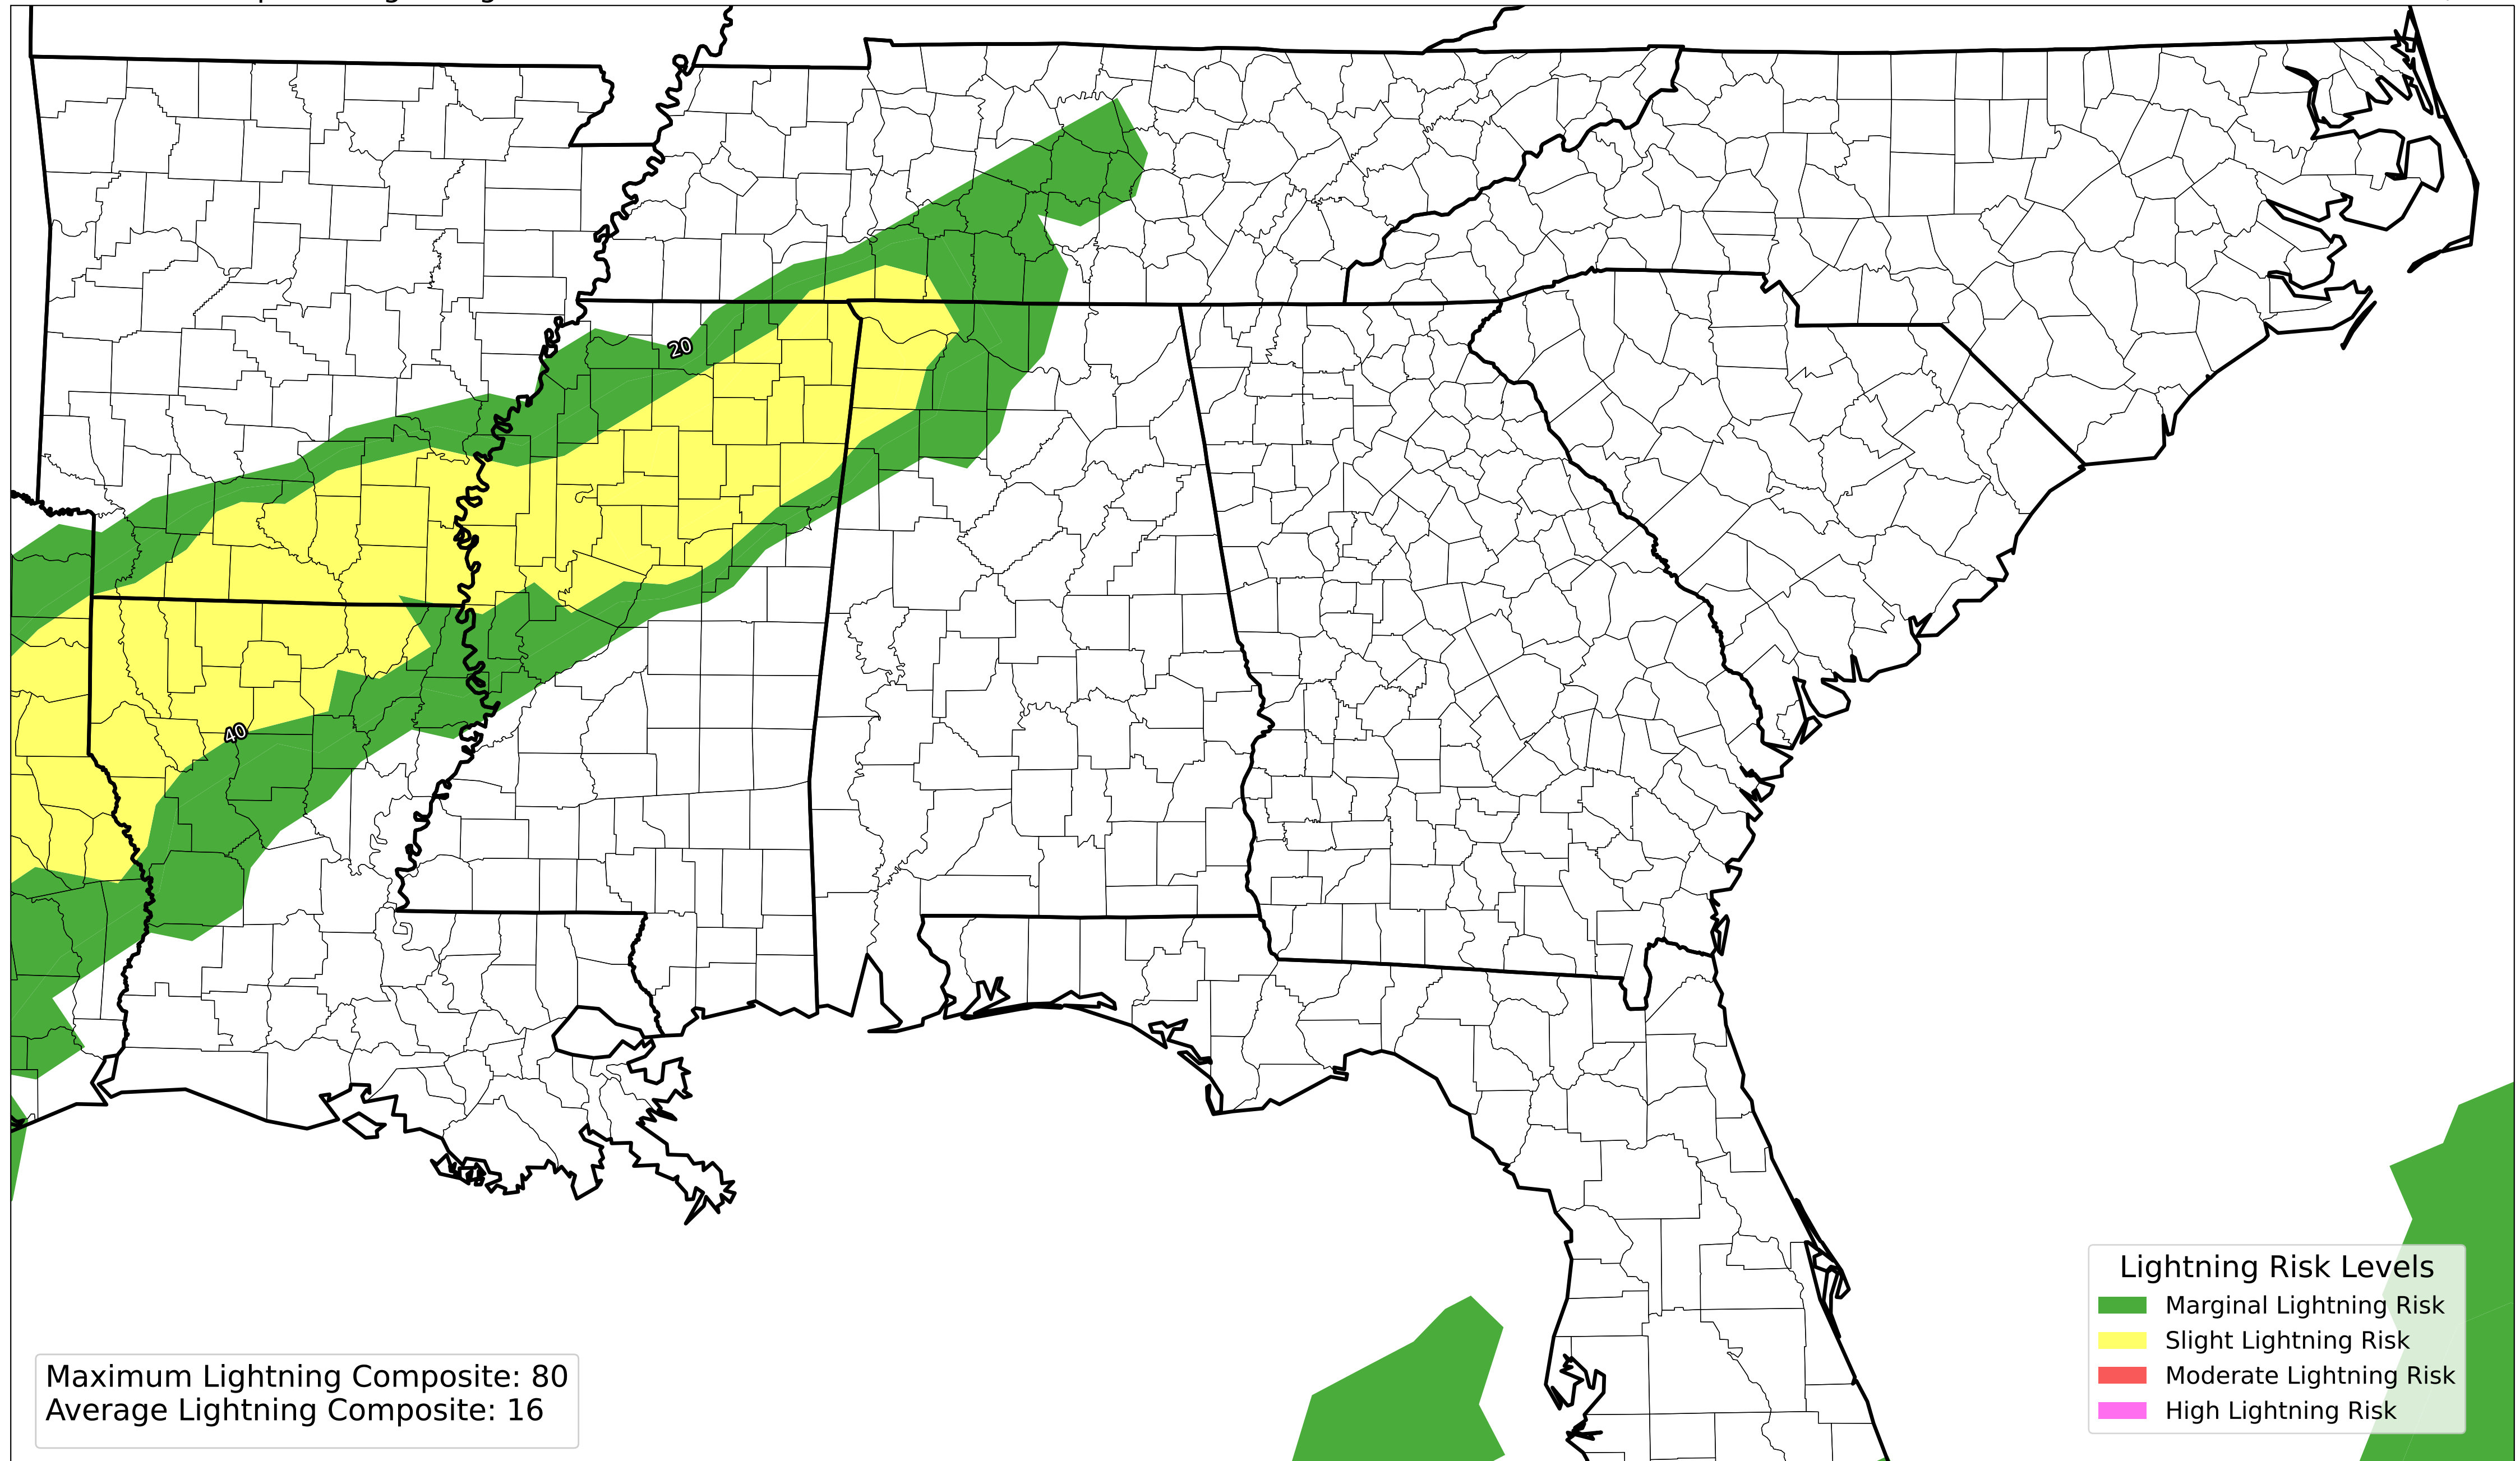 20
40
Lightning Risk Levels
Marginal Lightning Risk
Slight Lightning Risk
Moderate Lightning Risk
High Lightning Risk
Maximum Lightning Composite: 80
Average Lightning Composite: 16